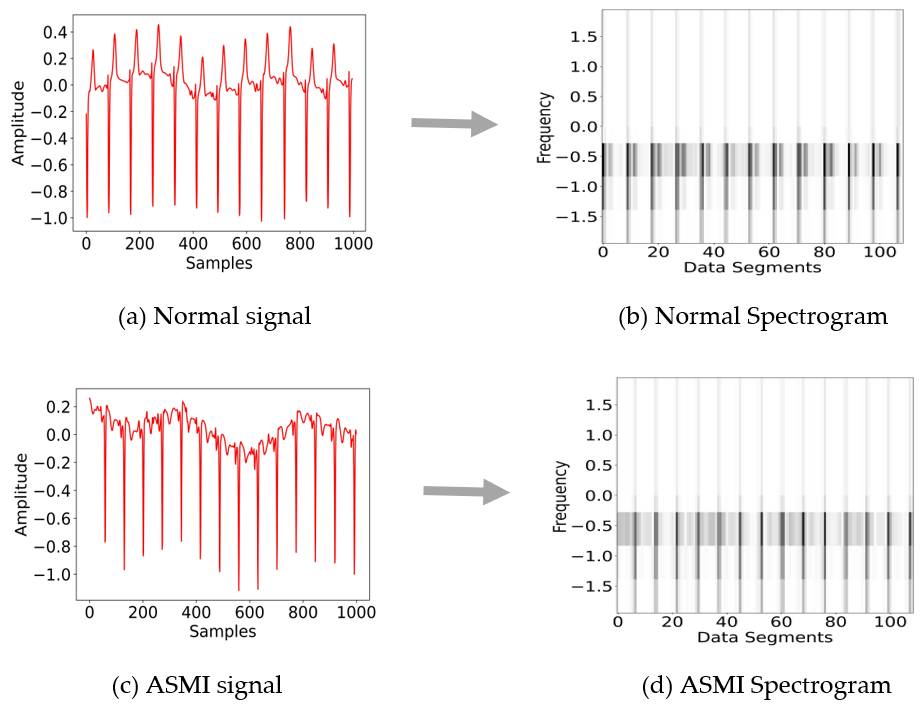 0.4
0.2
0.0
−0.2
−0.4
−0.6
−0.8
−1.0
Amplitude
0 200 400 600 800 1000
Samples
1.5
1.0
0.5
0.0
−0.5
−1.0
−1.5
Frequency
0 20 40 60 80 100
Data Segments
(a) Normal signal
(b) Normal Spectrogram
0.2
0.0
−0.2
−0.4
−0.6
−0.8
−1.0
Amplitude
0 200 400 600 800 1000
Samples
1.5
1.0
0.5
0.0
−0.5
−1.0
−1.5
Frequency
0 20 40 60 80 100
Data Segments
(c) ASMI signal
(d) ASMI Spectrogram